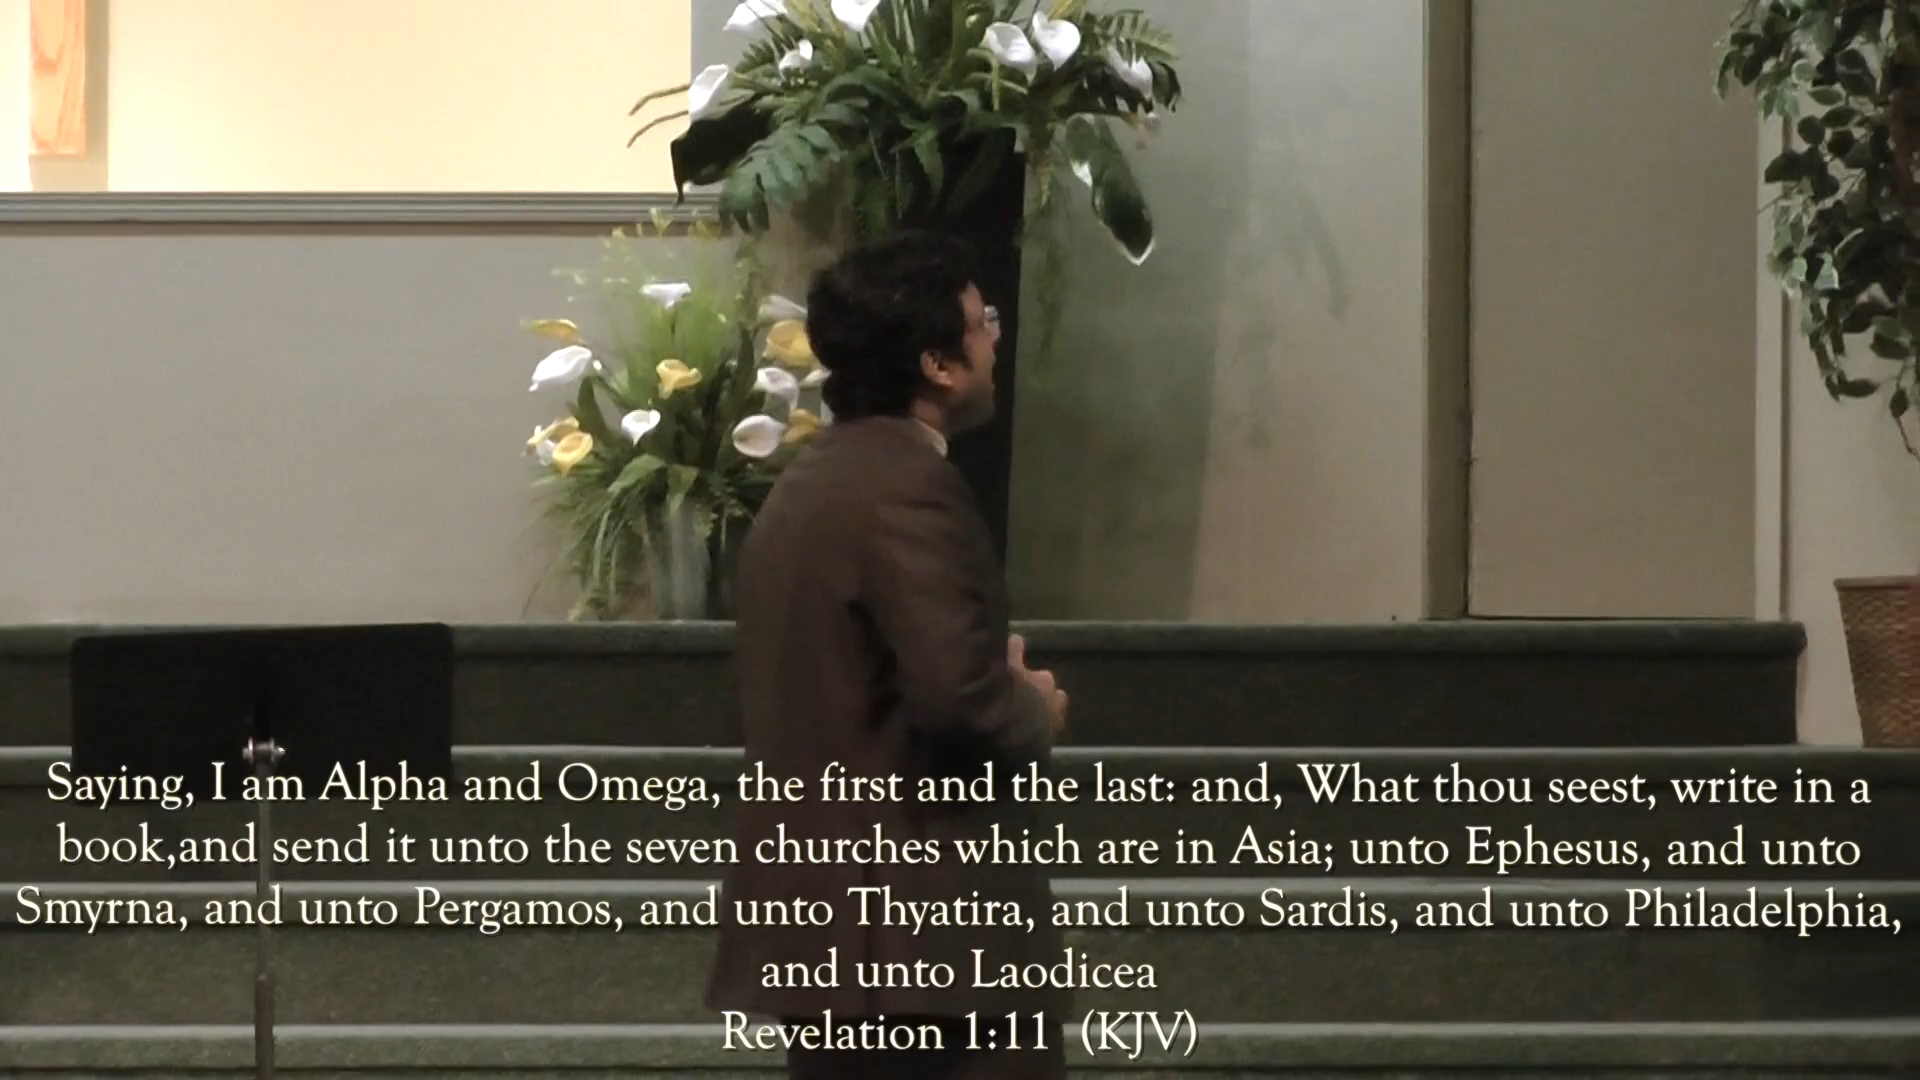 Saying, I am Alpha and Omega, the first and the last: and, What thou seest, write in a
book,and send it unto the seven churches which are in Asia; unto Ephesus, and unto
Smyrna, and unto Pergamos, and unto Thyatira, and unto Sardis, and unto Philadelphia,
and unto Laodicea
Revelation 1:11 (KJV)